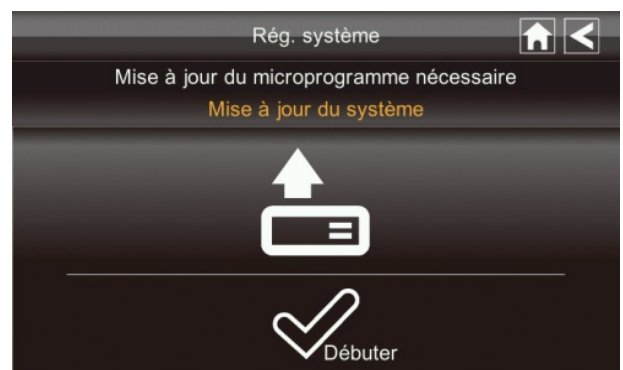 Rég. système
Mise à jour du microprogramme nécessaire
Mise à jour du système
Débuter